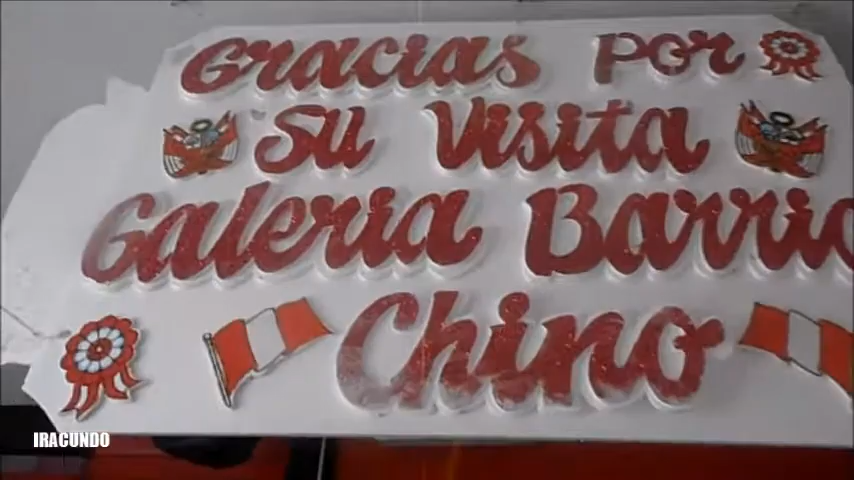 Gracias Por
Su Visita
Galeria Barrio
Chino
IRACUNDO